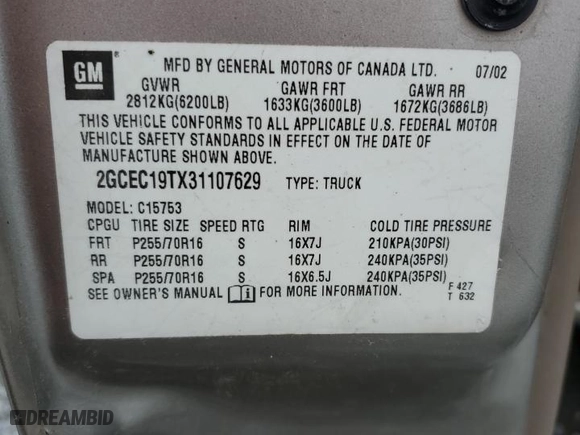 GM
MFD BY GENERAL MOTORS OF CANADA LTD. 07/02
GVWR GAWR FRT GAWR RR
2812KG(6200LB) 1633KG(3600LB) 1672KG(3686LB)
THIS VEHICLE CONFORMS TO ALL APPLICABLE U.S. FEDERAL MOTOR
VEHICLE SAFETY STANDARDS IN EFFECT ON THE DATE OF
MANUFACTURE SHOWN ABOVE.
2GCEC19TX31107629 TYPE: TRUCK
MODEL: C15753
CPGU TIRE SIZE SPEED RTG RIM COLD TIRE PRESSURE
FRT P255/70R16 S 16X7J 210KPA(30PSI)
RR P255/70R16 S 16X7J 240KPA(35PSI)
SPA P255/70R16 S 16X6.5J 240KPA(35PSI)
SEE OWNER'S MANUAL FOR MORE INFORMATION.
F 427
T 632
DREAMBID